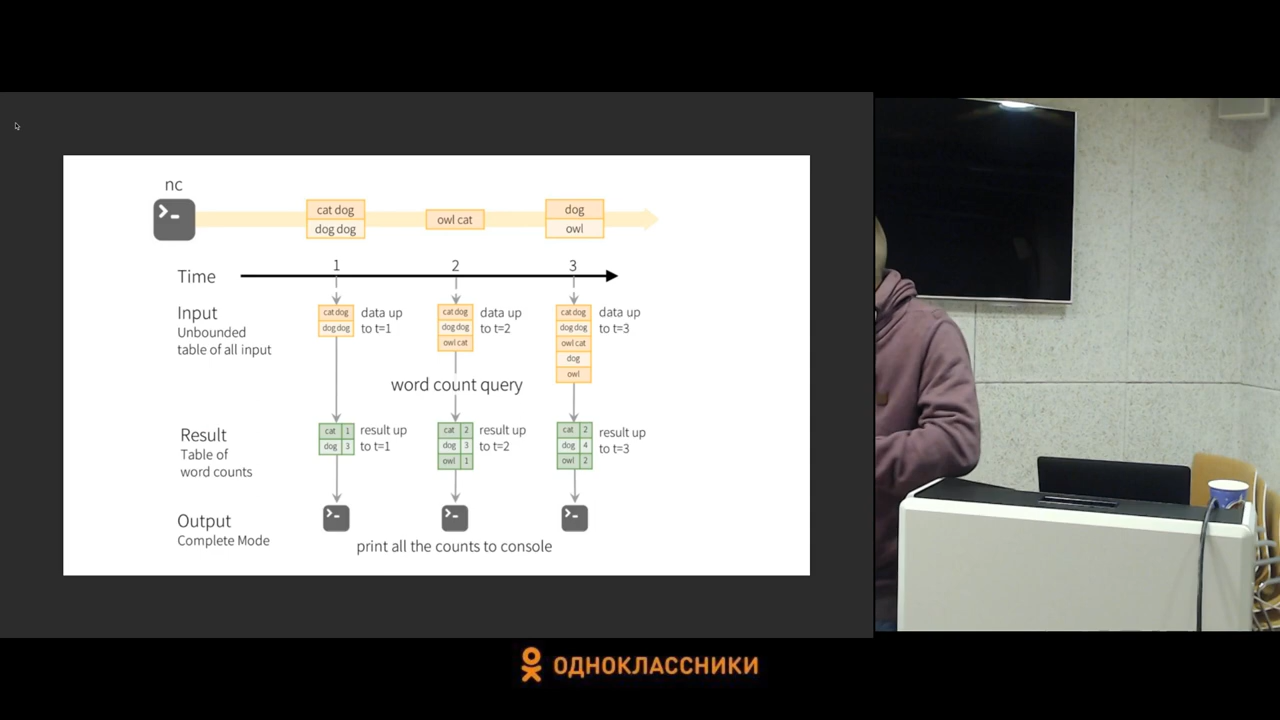 nc
cat dog
dog dog
owl cat
dog
owl
Time
1
2
3
Input
Unbounded
table of all input
cat dog
dog dog
data up
to t=1
cat dog
dog dog
owl cat
data up
to t=2
cat dog
dog dog
owl cat
dog
owl
data up
to t=3
word count query
Result
Table of
word counts
cat 1
dog 3
result up
to t=1
cat 2
dog 3
owl 1
result up
to t=2
cat 2
dog 4
owl 2
result up
to t=3
Output
Complete Mode
print all the counts to console
ОДНОКЛАССНИКИ